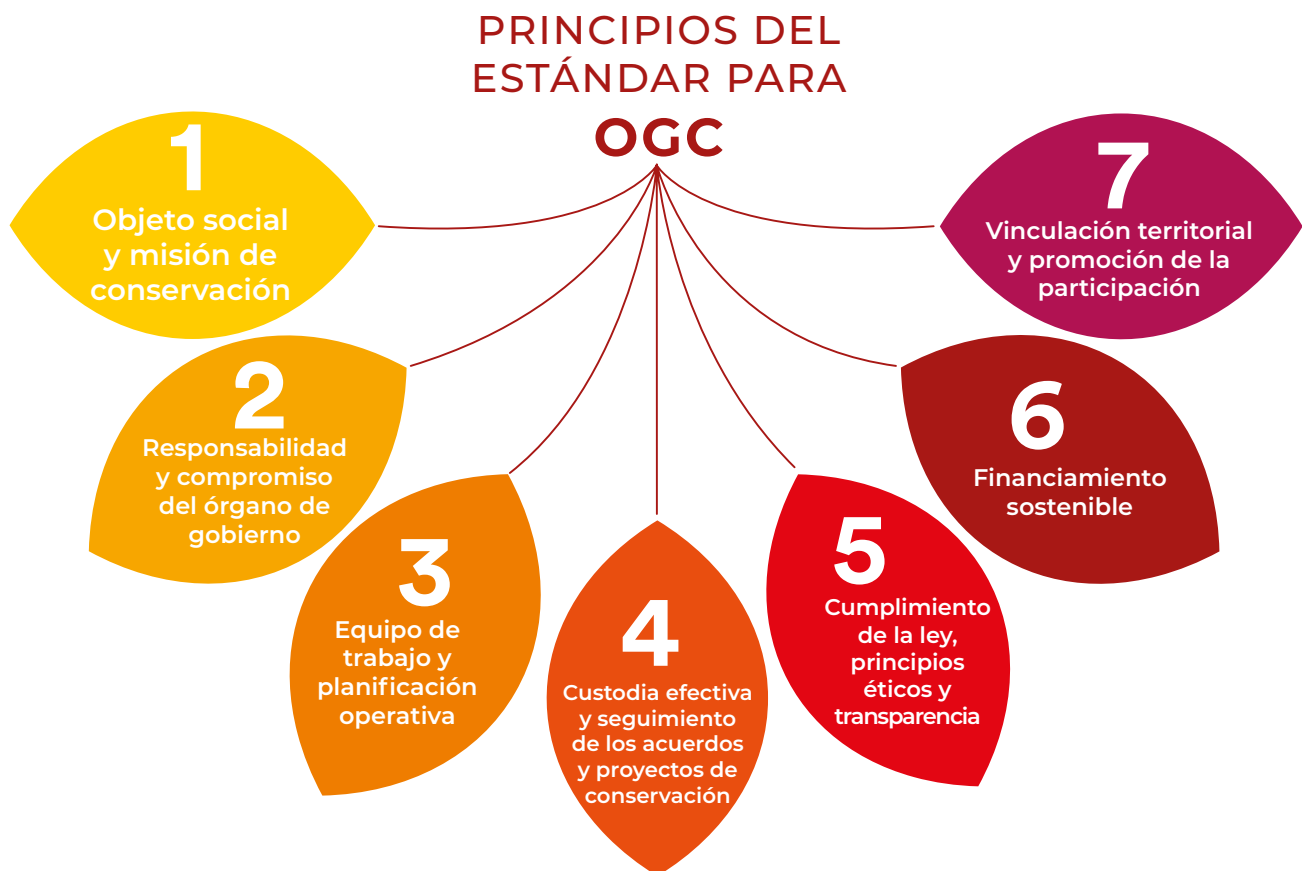 PRINCIPIOS DEL
ESTÁNDAR PARA
OGC
1
Objeto social
y misión de
conservación
2
Responsabilidad
y compromiso
del órgano de
gobierno
3
Equipo de
trabajo y
planificación
operativa
4
Custodia efectiva
y seguimiento
de los acuerdos
y proyectos de
conservación
5
Cumplimiento
de la ley,
principios
éticos y
transparencia
6
Financiamiento
sostenible
7
Vinculación territorial
y promoción de la
participación